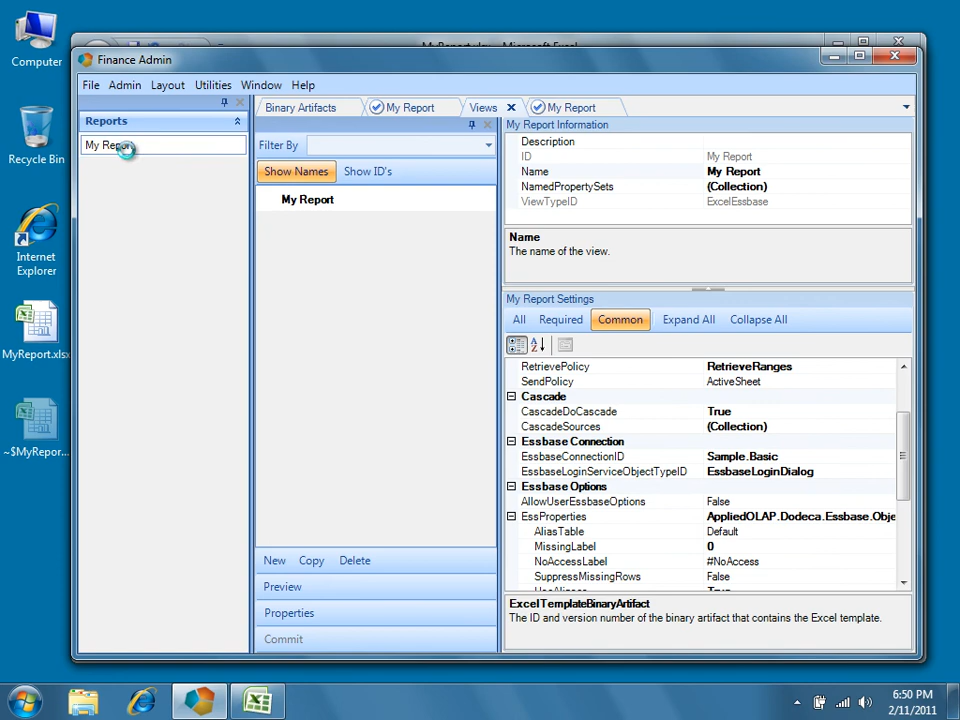 Computer
Recycle Bin
Internet
Explorer
MyReport.xlsx
~$MyRepor...
MyReport.xlsx - Microsoft Excel
Finance Admin
File Admin Layout Utilities Window Help
Reports
My Report
Binary Artifacts My Report Views My Report
Filter By
Show Names Show ID's
My Report
New Copy Delete
Preview
Properties
Commit
My Report Information
Description
ID My Report
Name My Report
NamedPropertySets (Collection)
ViewTypeID ExcelEssbase
Name
The name of the view.
My Report Settings
All Required Common Expand All Collapse All
RetrievePolicy RetrieveRanges
SendPolicy ActiveSheet
Cascade
CascadeDoCascade True
CascadeSources (Collection)
Essbase Connection
EssbaseConnectionID Sample.Basic
EssbaseLoginServiceObjectTypeID EssbaseLoginDialog
Essbase Options
AllowUserEssbaseOptions False
EssProperties AppliedOLAP.Dodeca.Essbase.Obje
AliasTable Default
MissingLabel 0
NoAccessLabel #NoAccess
SuppressMissingRows False
UseAliases True
ExcelTemplateBinaryArtifact
The ID and version number of the binary artifact that contains the Excel template.
6:50 PM
2/11/2011